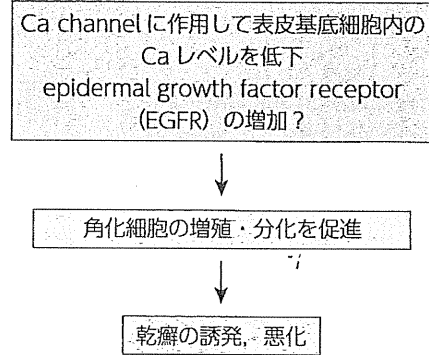 Ca channel に作用して表皮基底細胞内の
Ca レベルを低下
epidermal growth factor receptor
（EGFR）の増加？
角化細胞の増殖・分化を促進
乾癬の誘発，悪化